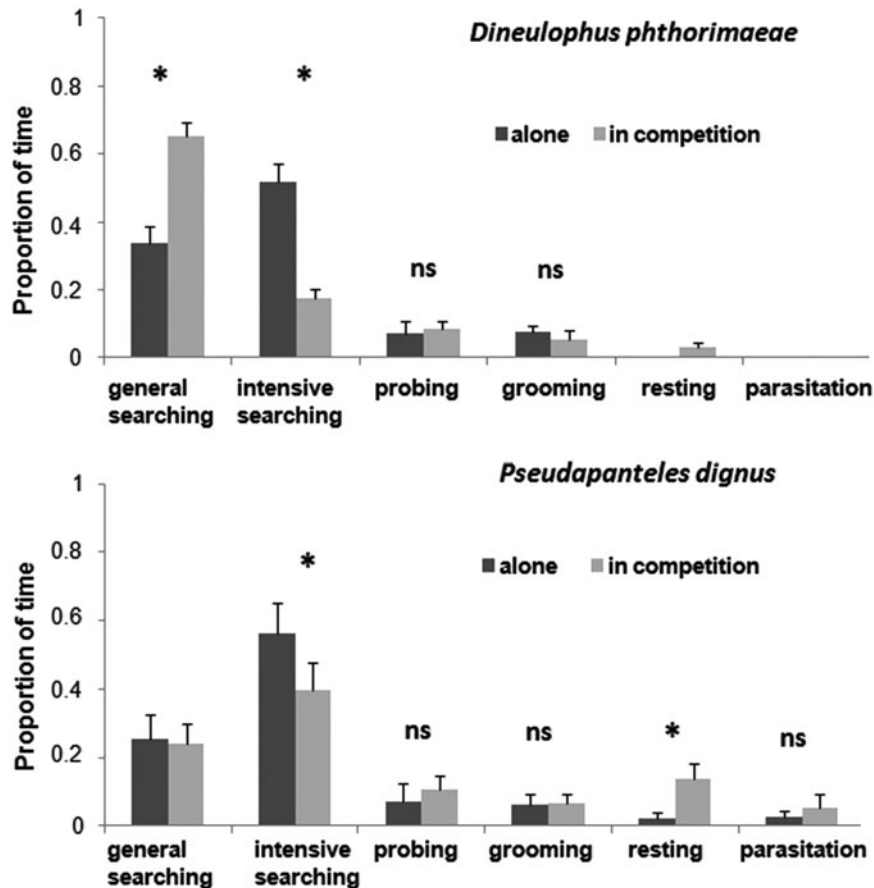 Dineulophus phthorimaeae
1
0.8
0.6
0.4
0.2
0
Proportion of time
* *
alone in competition
ns ns
general searching
intensive searching
probing
grooming
resting
parasitation
Pseudapanteles dignus
1
0.8
0.6
0.4
0.2
0
Proportion of time
*
alone in competition
ns ns * ns
general searching
intensive searching
probing
grooming
resting
parasitation